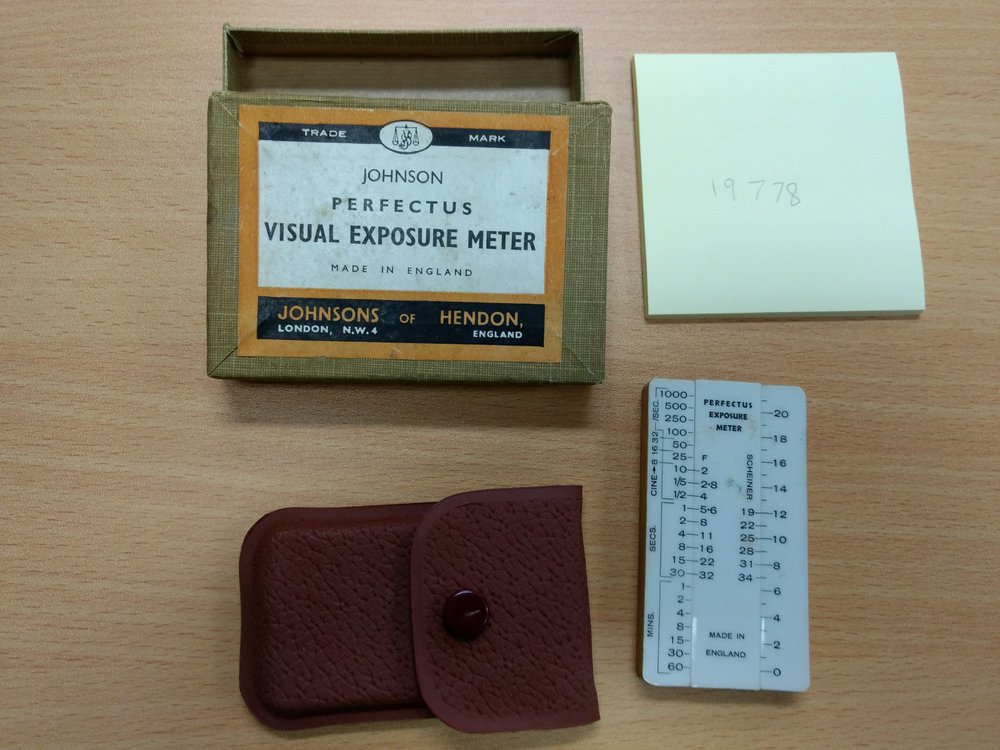 TRADE MARK
JOHNSON
PERFECTUS
VISUAL EXPOSURE METER
MADE IN ENGLAND
JOHNSONS OF HENDON,
LONDON, N.W.4 ENGLAND
19.778
PERFECTUS
EXPOSURE
METER
1000
500
250
100
50
25
10
1/5
1/2
1
2
4
8
15
30
1
2
4
8
15
30
60
/SEC.
CINE 8 16 32
SECS.
MINS.
F
2
2·8
4
5·6
8
11
16
22
32
SCHEINER
19
22
25
28
31
34
20
18
16
14
12
10
8
6
4
2
0
MADE IN
ENGLAND